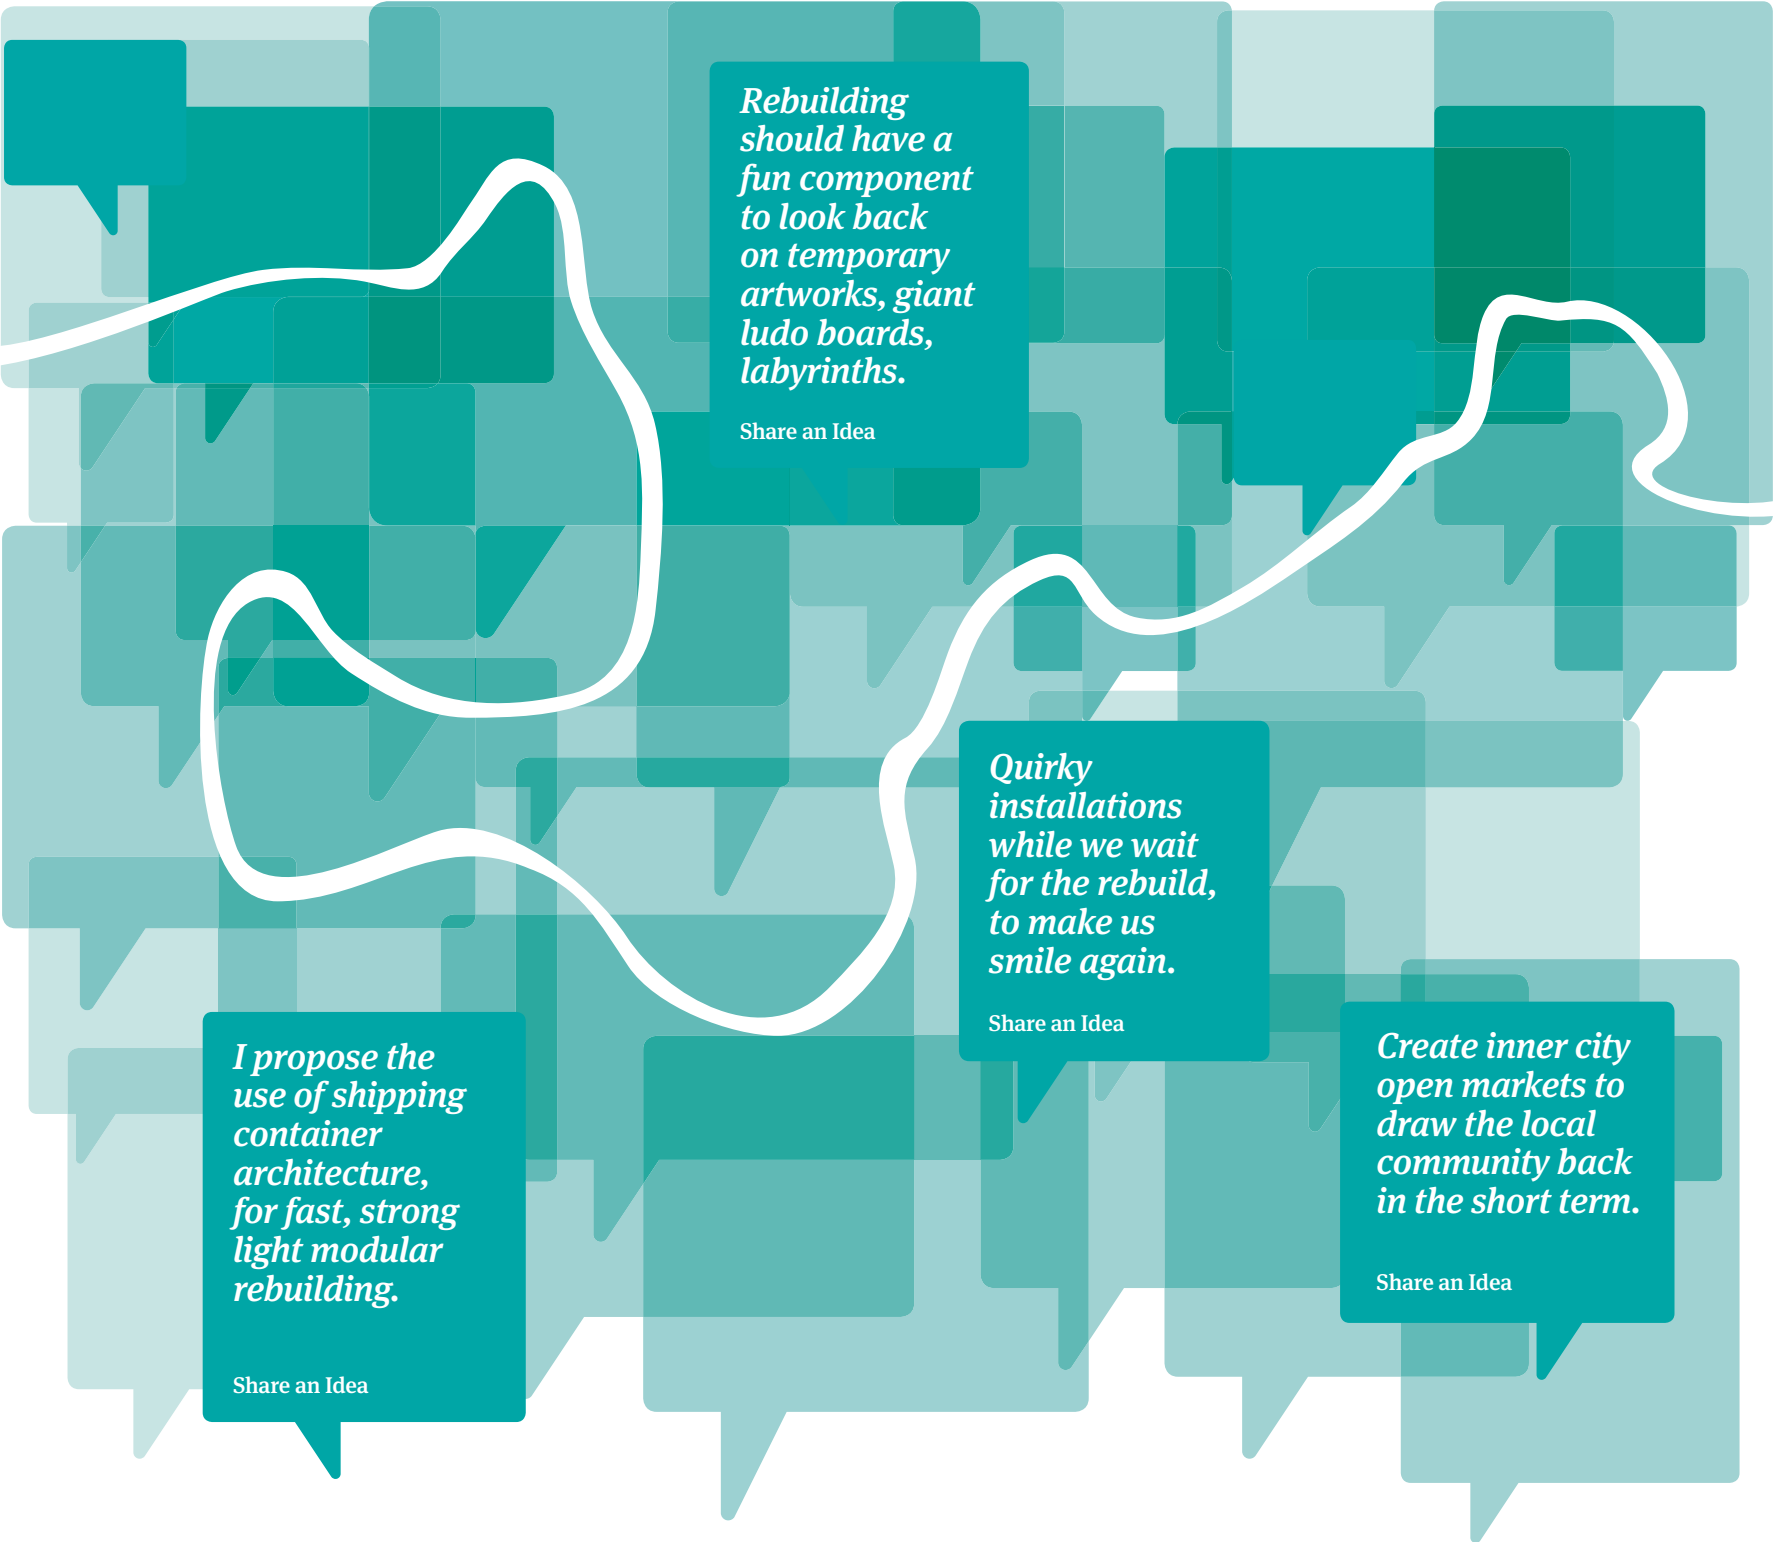 Rebuilding
should have a
fun component
to look back
on temporary
artworks, giant
ludo boards,
labyrinths.
Share an Idea
Quirky
installations
while we wait
for the rebuild,
to make us
smile again.
Share an Idea
I propose the
use of shipping
container
architecture,
for fast, strong
light modular
rebuilding.
Share an Idea
Create inner city
open markets to
draw the local
community back
in the short term.
Share an Idea